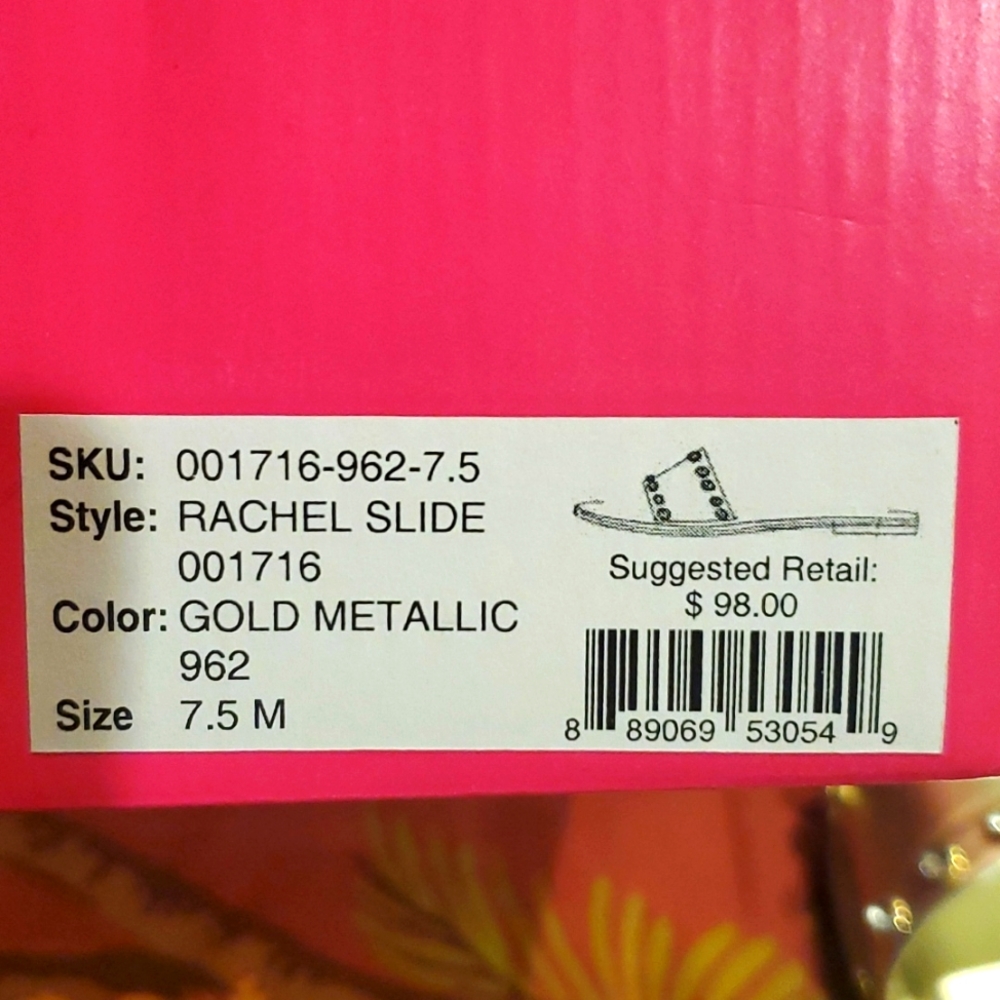 SKU: 001716-962-7.5
Style: RACHEL SLIDE
001716
Color: GOLD METALLIC
962
Size 7.5 M
Suggested Retail:
$ 98.00
8 89069 53054 9